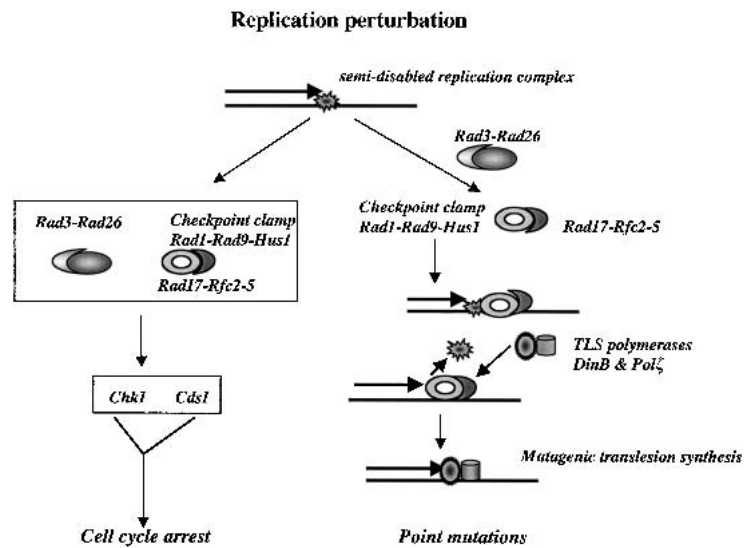 Replication perturbation
semi-disabled replication complex
Rad3-Rad26
Rad3-Rad26
Checkpoint clamp
Rad1-Rad9-Hus1
Rad17-Rfc2-5
Checkpoint clamp
Rad1-Rad9-Hus1
Rad17-Rfc2-5
TLS polymerases
DinB & Polζ
Chk1 Cds1
Mutagenic translesion synthesis
Cell cycle arrest
Point mutations